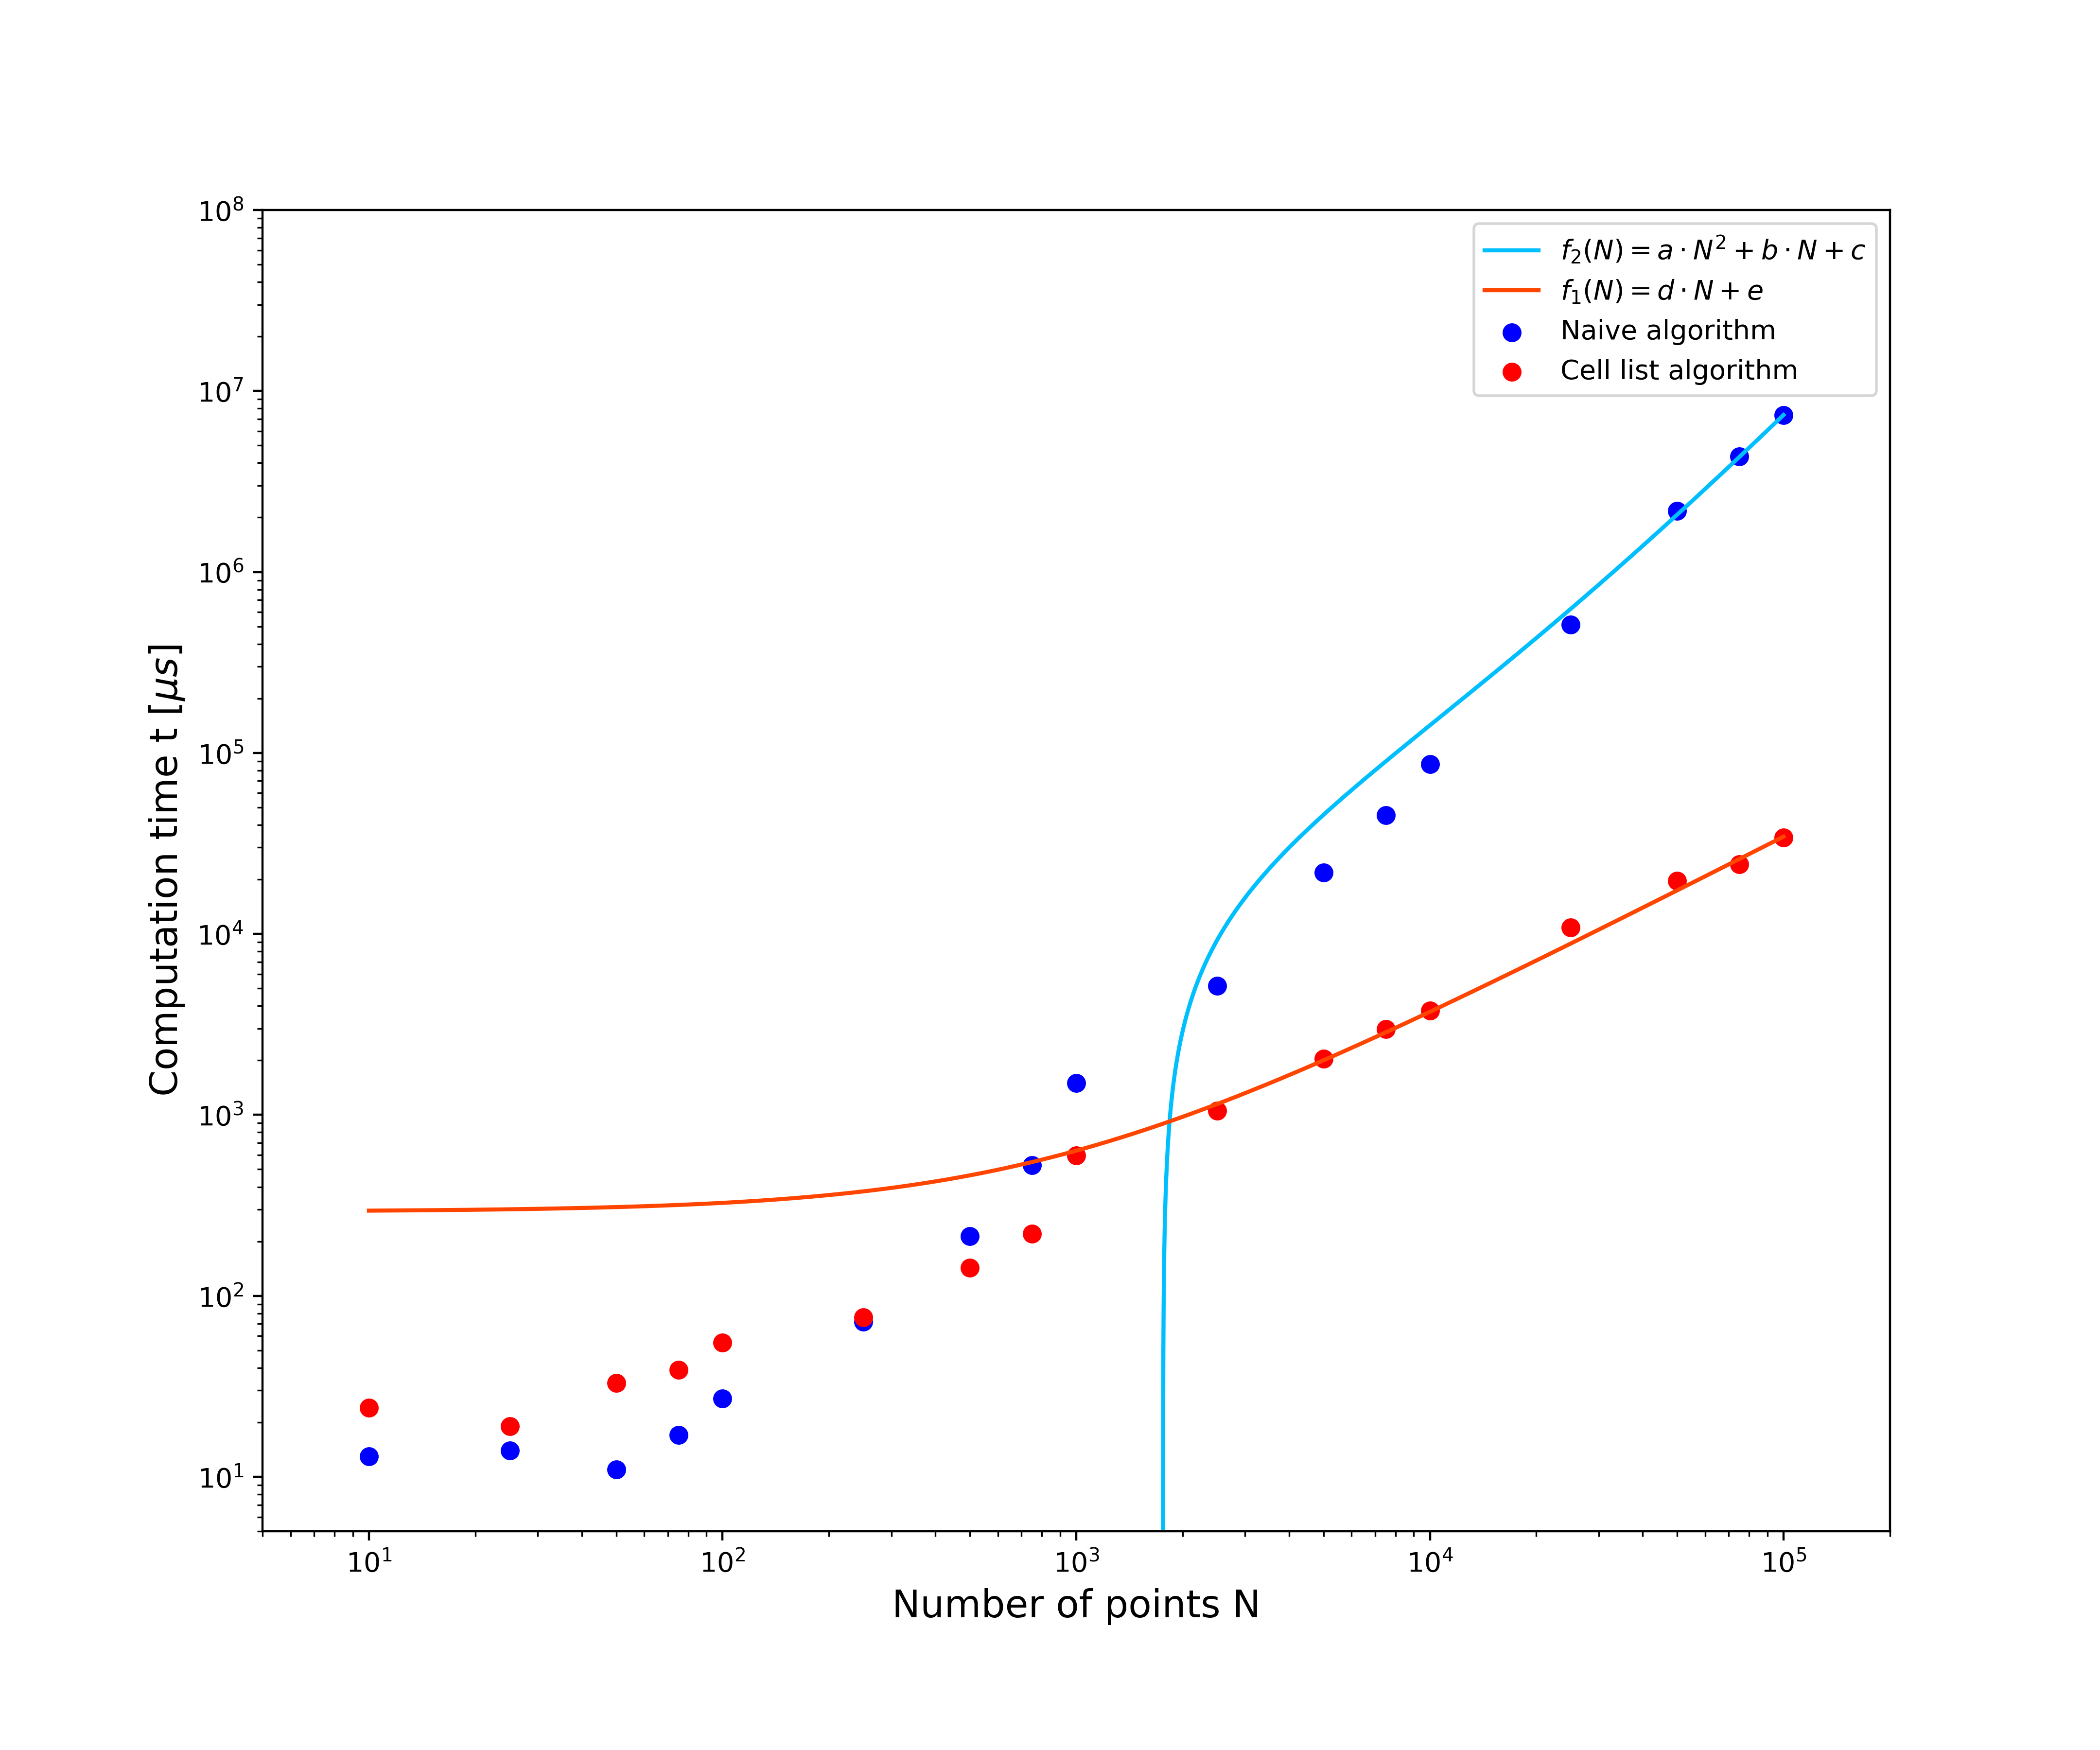 10⁸
10⁷
10⁶
10⁵
10⁴
10³
10²
10¹
Computation time t [μs]
10¹ 10² 10³ 10⁴ 10⁵
Number of points N
f₂(N) = a · N² + b · N + c
f₁(N) = d · N + e
Naive algorithm
Cell list algorithm